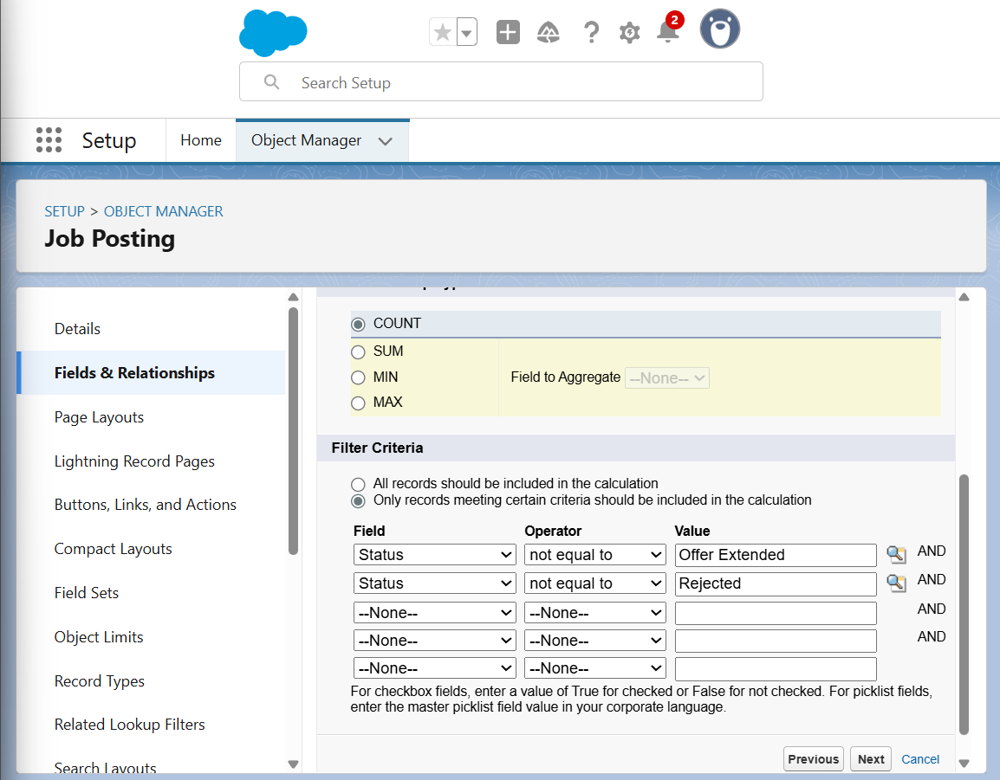 2
Search Setup
Setup Home Object Manager
SETUP > OBJECT MANAGER
Job Posting
Details
Fields & Relationships
Page Layouts
Lightning Record Pages
Buttons, Links, and Actions
Compact Layouts
Field Sets
Object Limits
Record Types
Related Lookup Filters
Search Layouts
COUNT
SUM
MIN Field to Aggregate --None--
MAX
Filter Criteria
All records should be included in the calculation
Only records meeting certain criteria should be included in the calculation
Field Operator Value
Status not equal to Offer Extended AND
Status not equal to Rejected AND
--None-- --None-- AND
--None-- --None-- AND
--None-- --None--
For checkbox fields, enter a value of True for checked or False for not checked. For picklist fields,
enter the master picklist field value in your corporate language.
Previous Next Cancel